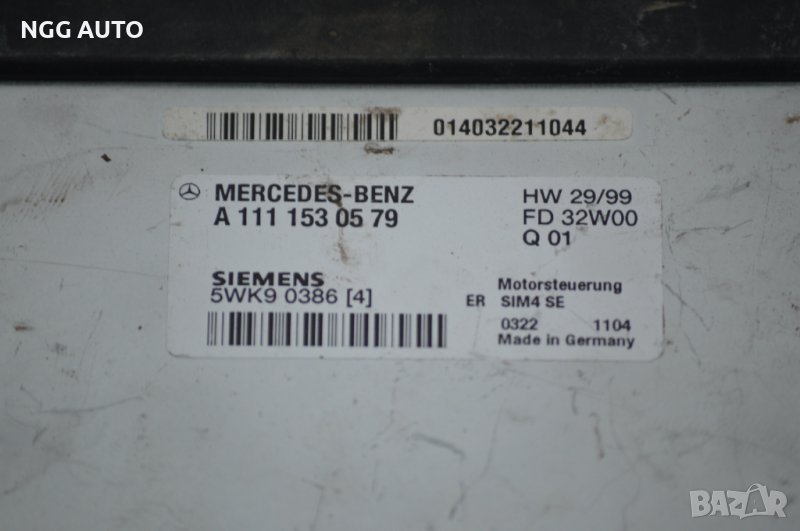 NGG AUTO
014032211044
MERCEDES-BENZ
A 111 153 05 79
HW 29/99
FD 32W00
Q 01
SIEMENS
5WK9 0386 [4]
Motorsteuerung
ER SIM4 SE
0322 1104
Made in Germany
BAZAR